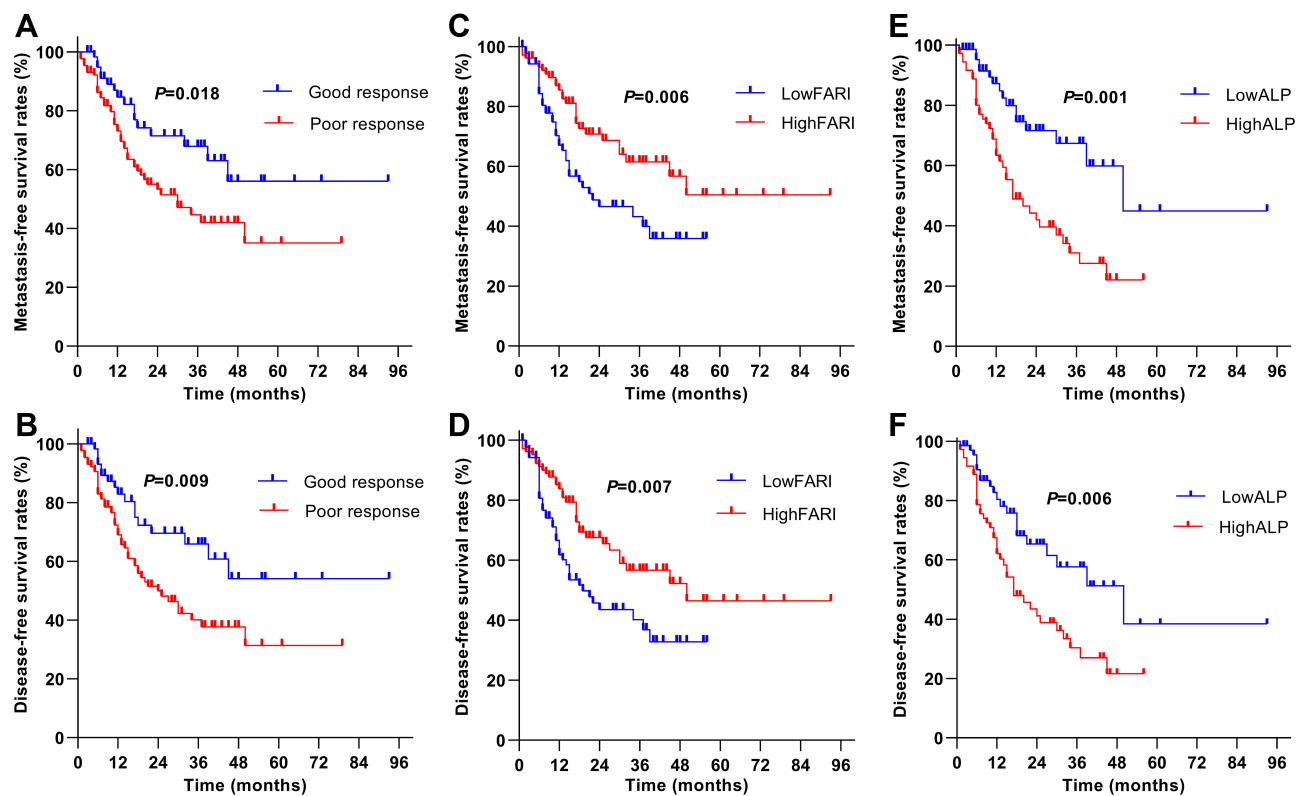 A
Metastasis-free survival rates (%)
100
80
60
40
20
0
P=0.018
Good response
Poor response
0 12 24 36 48 60 72 84 96
Time (months)
C
Metastasis-free survival rates (%)
100
80
60
40
20
0
P=0.006
LowFARI
HighFARI
0 12 24 36 48 60 72 84 96
Time (months)
E
Metastasis-free survival rates (%)
100
80
60
40
20
0
P=0.001
LowALP
HighALP
0 12 24 36 48 60 72 84 96
Time (months)
B
Disease-free survival rates (%)
100
80
60
40
20
0
P=0.009
Good response
Poor response
0 12 24 36 48 60 72 84 96
Time (months)
D
Disease-free survival rates (%)
100
80
60
40
20
0
P=0.007
LowFARI
HighFARI
0 12 24 36 48 60 72 84 96
Time (months)
F
Disease-free survival rates (%)
100
80
60
40
20
0
P=0.006
LowALP
HighALP
0 12 24 36 48 60 72 84 96
Time (months)